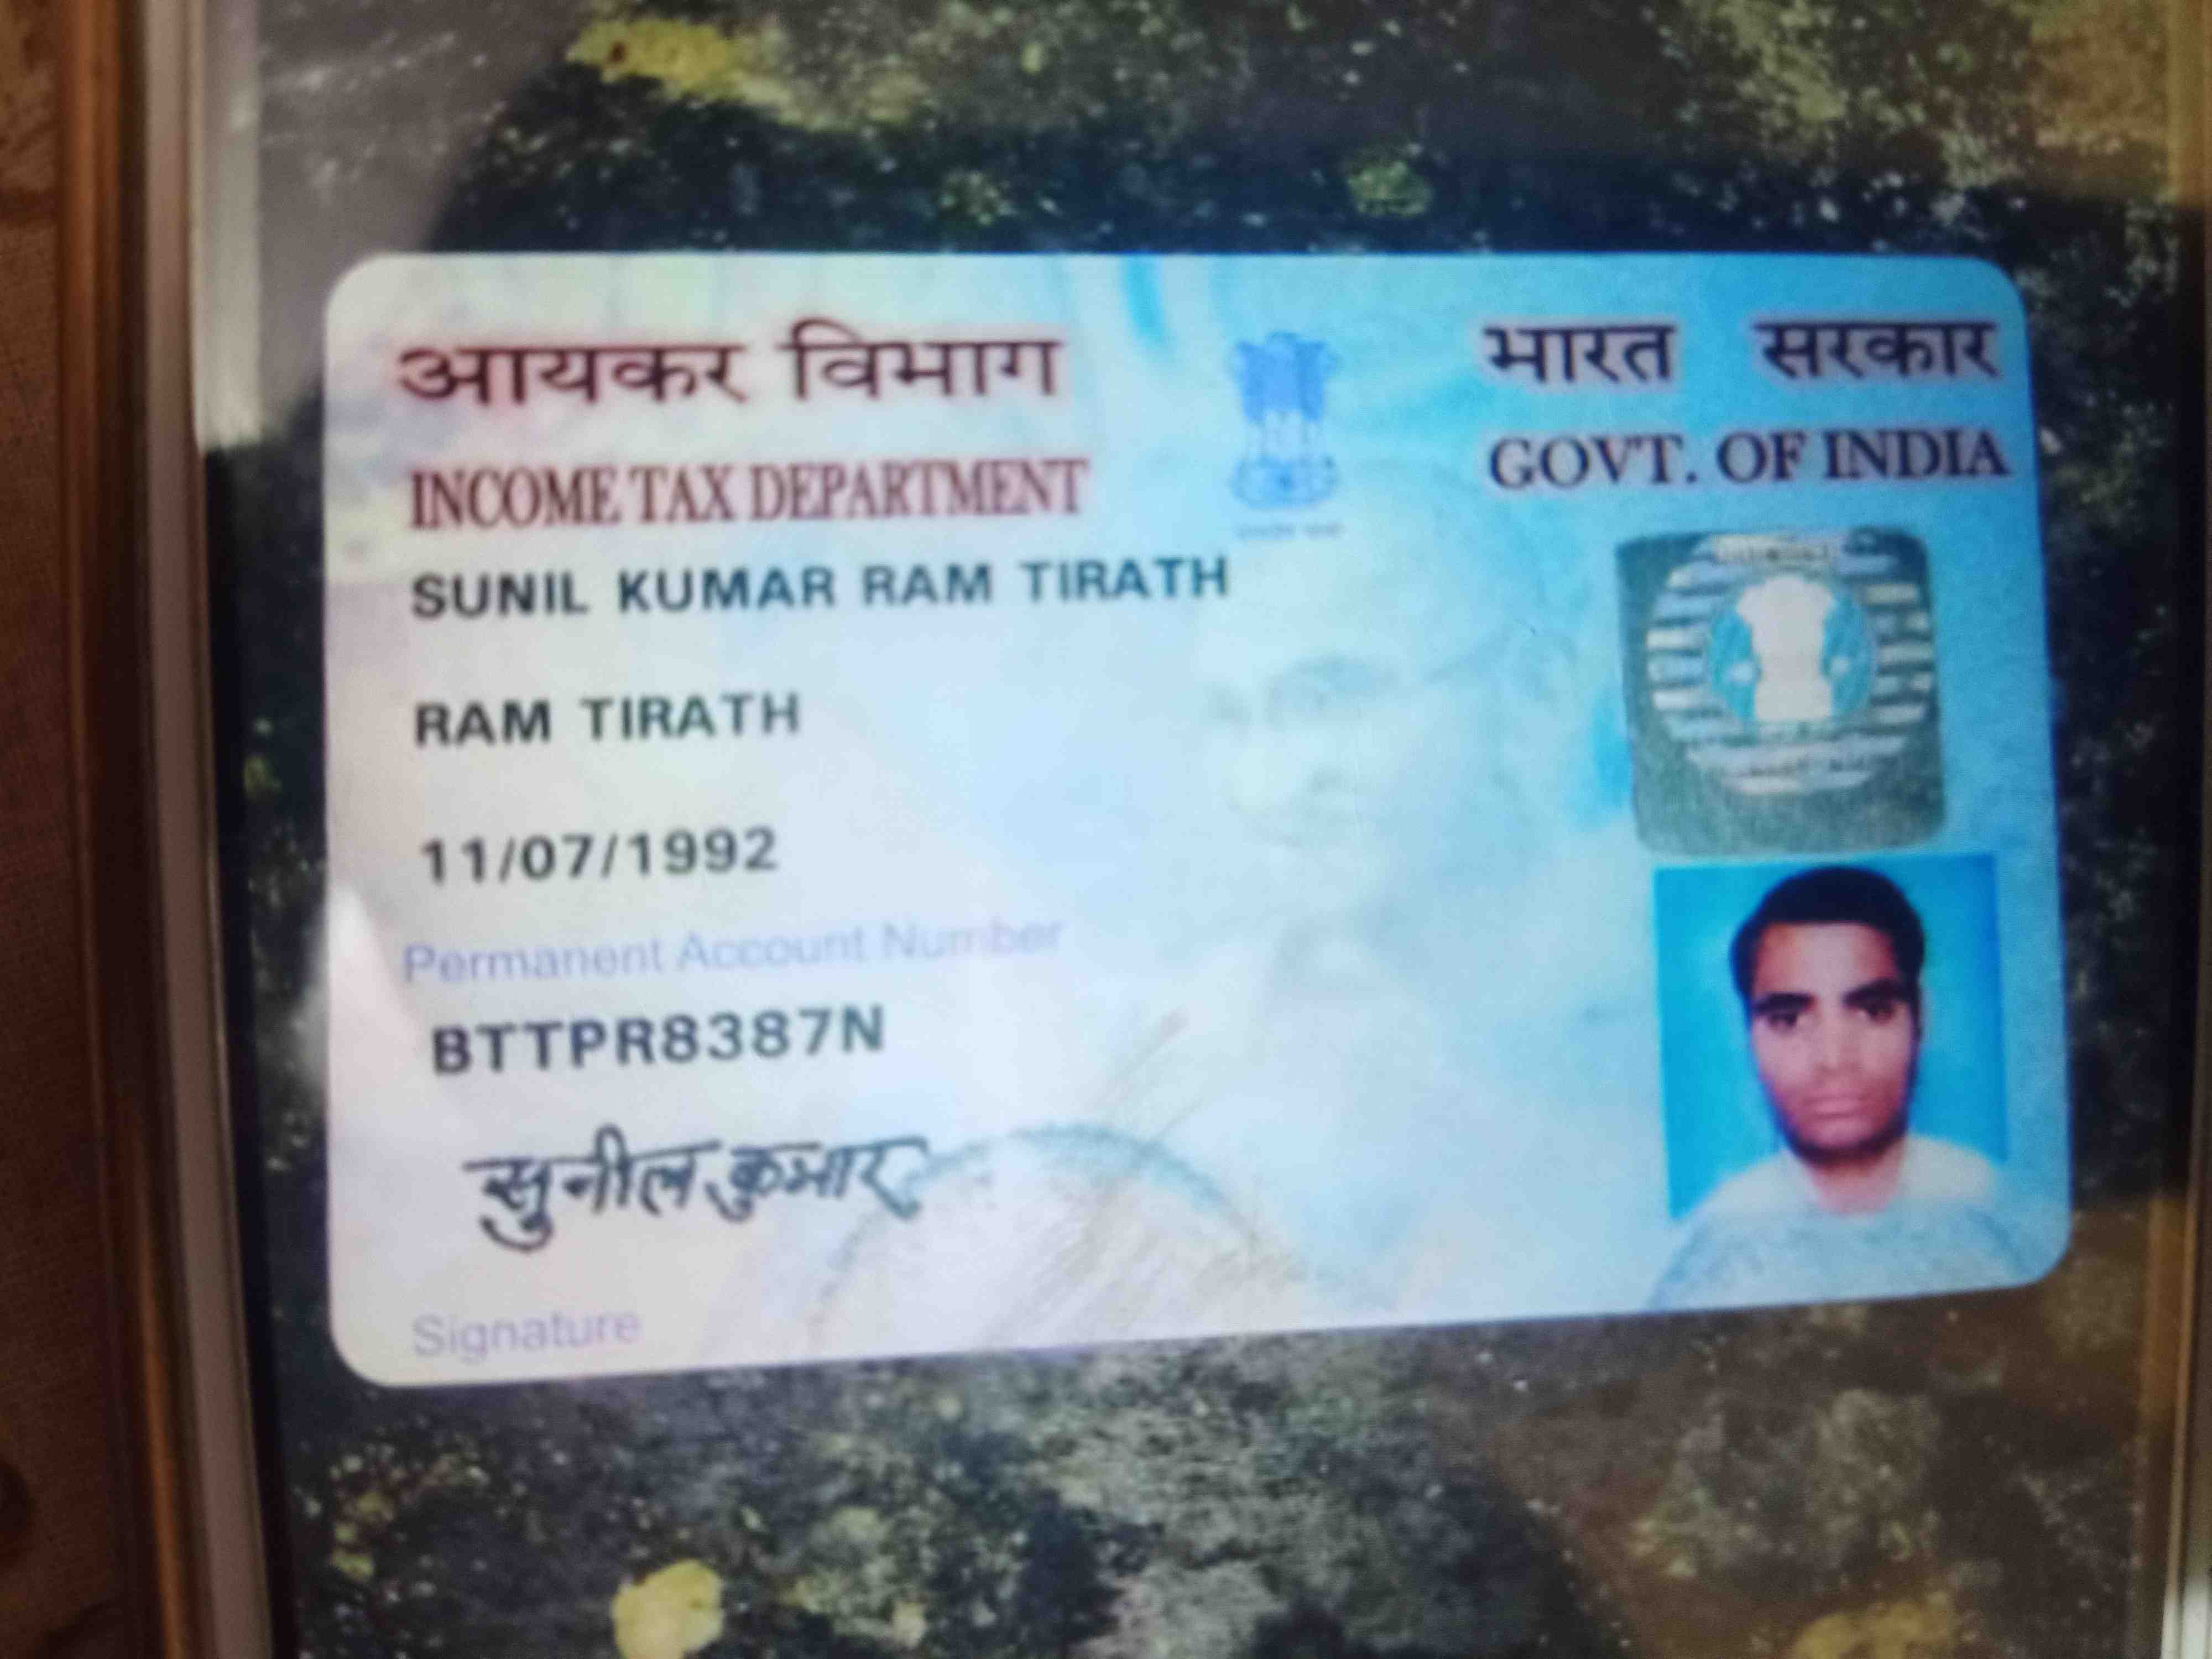 आयकर विभाग
भारत सरकार
INCOME TAX DEPARTMENT
GOVT. OF INDIA
SUNIL KUMAR RAM TIRATH
RAM TIRATH
11/07/1992
Permanent Account Number
BTTPR8387N
सुनील कुमार
Signature